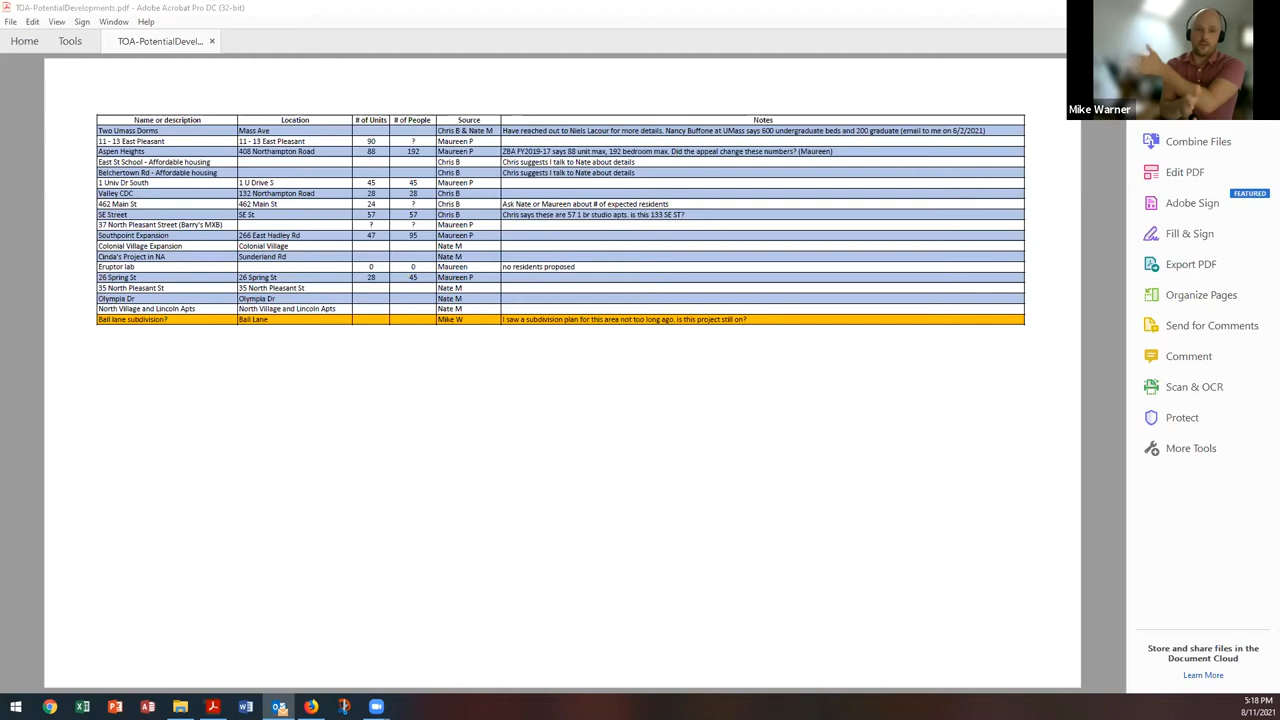 TOA-PotentialDevelopments.pdf - Adobe Acrobat Pro DC (32-bit)
File Edit View Sign Window Help
Home Tools TOA-PotentialDevel... ×
Mike Warner
Name or description Location # of Units # of People Source Notes
Two Umass Dorms Mass Ave Chris B & Nate M Have reached out to Niels Lacour for more details. Nancy Buffone at UMass says 600 undergraduate beds and 200 graduate (email to me on 6/2/2021)
11 - 13 East Pleasant 11 - 13 East Pleasant 90 ? Maureen P
Aspen Heights 408 Northampton Road 88 192 Maureen P ZBA FY2019-17 says 88 unit max, 192 bedroom max. Did the appeal change these numbers? (Maureen)
East St School - Affordable housing Chris B Chris suggests I talk to Nate about details
Belchertown Rd - Affordable housing Chris B Chris suggests I talk to Nate about details
1 Univ Dr South 1 U Drive S 45 45 Maureen P
Valley CDC 132 Northampton Road 28 28 Chris B
462 Main St 462 Main St 24 ? Chris B Ask Nate or Maureen about # of expected residents
SE Street SE St 57 57 Chris B Chris says these are 57 1 br studio apts. is this 133 SE ST?
37 North Pleasant Street (Barry's MXB) ? ? Maureen P
Southpoint Expansion 266 East Hadley Rd 47 95 Maureen P
Colonial Village Expansion Colonial Village Nate M
Cinda's Project in NA Sunderland Rd Nate M
Eruptor lab 0 0 Maureen no residents proposed
26 Spring St 26 Spring St 28 45 Maureen P
35 North Pleasant St 35 North Pleasant St Nate M
Olympia Dr Olympia Dr Nate M
North Village and Lincoln Apts North Village and Lincoln Apts Nate M
Ball lane subdivision? Ball Lane Mike W I saw a subdivision plan for this area not too long ago. is this project still on?
Combine Files
Edit PDF
FEATURED
Adobe Sign
Fill & Sign
Export PDF
Organize Pages
Send for Comments
Comment
Scan & OCR
Protect
More Tools
Store and share files in the
Document Cloud
Learn More
5:18 PM
8/11/2021